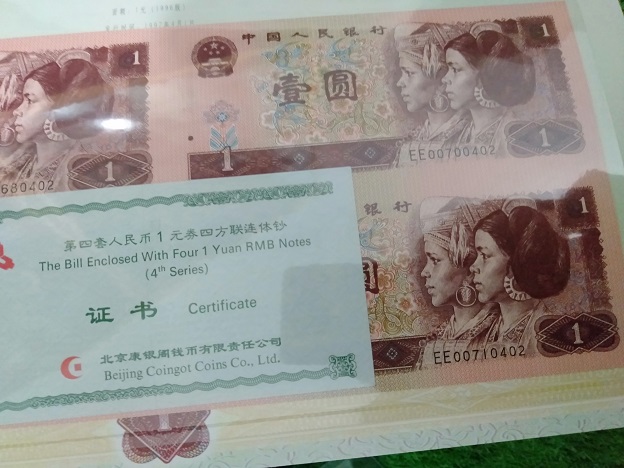 中国人民银行
1
壹圆
1
1
EE00700402
680402
银行
1
圆
1
EE00710402
第四套人民币1元券四方联连体钞
The Bill Enclosed With Four 1 Yuan RMB Notes
(4th Series)
证书 Certificate
北京康银阁钱币有限责任公司
Beijing Coingot Coins Co., Ltd.
1